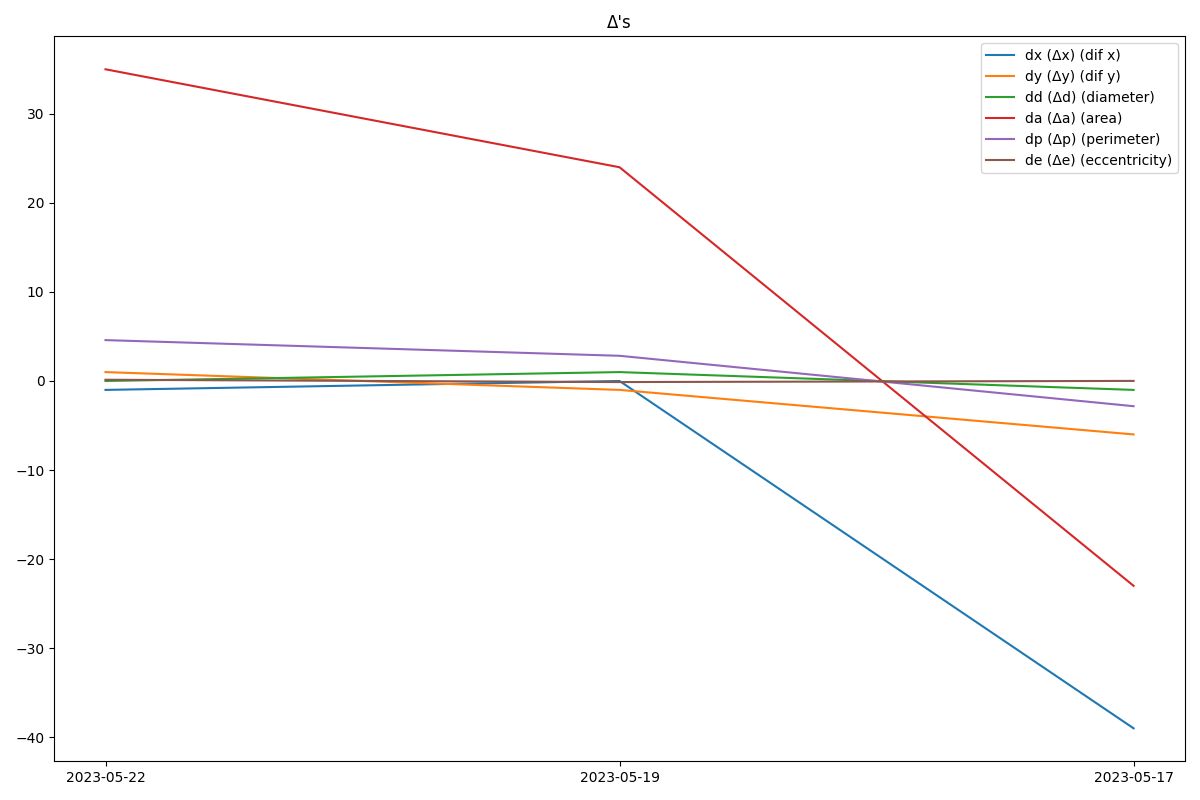 Δ's
dx (Δx) (dif x)
dy (Δy) (dif y)
dd (Δd) (diameter)
da (Δa) (area)
dp (Δp) (perimeter)
de (Δe) (eccentricity)
30
20
10
0
−10
−20
−30
−40
2023-05-22 2023-05-19 2023-05-17